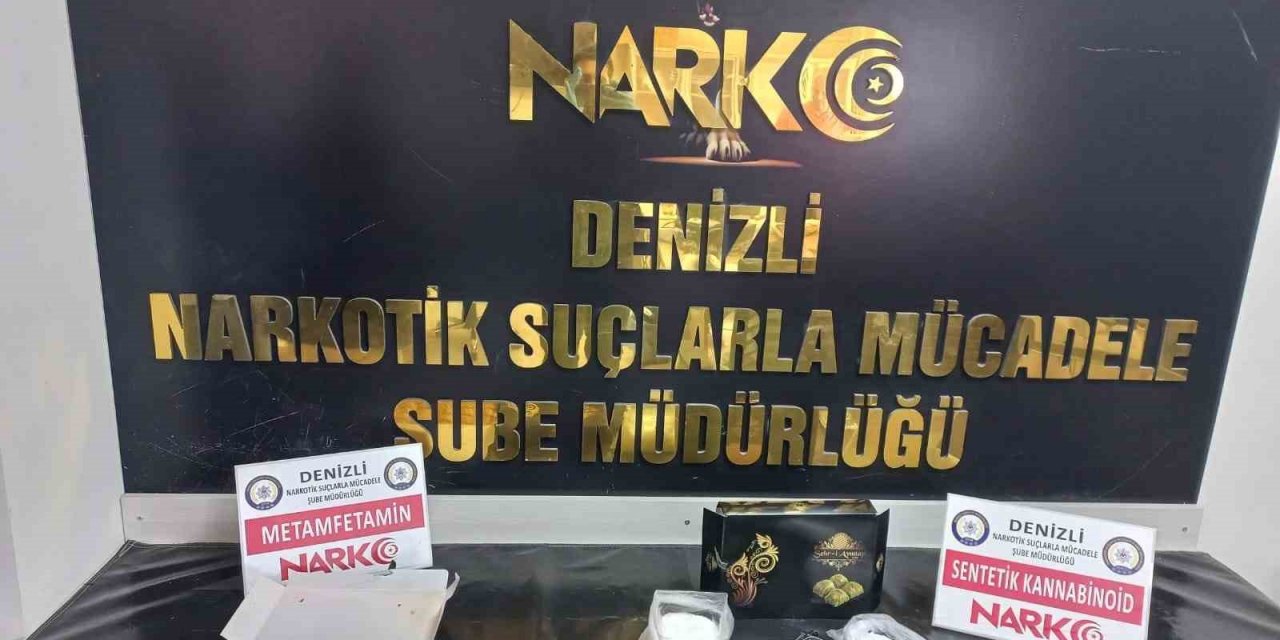 NARKO
DENİZLİ
NARKOTİK SUÇLARLA MÜCADELE
ŞUBE MÜDÜRLÜĞÜ
DENİZLİ
NARKOTİK SUÇLARLA MÜCADELE
ŞUBE MÜDÜRLÜĞÜ
METAMFETAMİN
NARKO
DENİZLİ
NARKOTİK SUÇLARLA MÜCADELE
ŞUBE MÜDÜRLÜĞÜ
SENTETİK KANNABİNOİD
NARKO